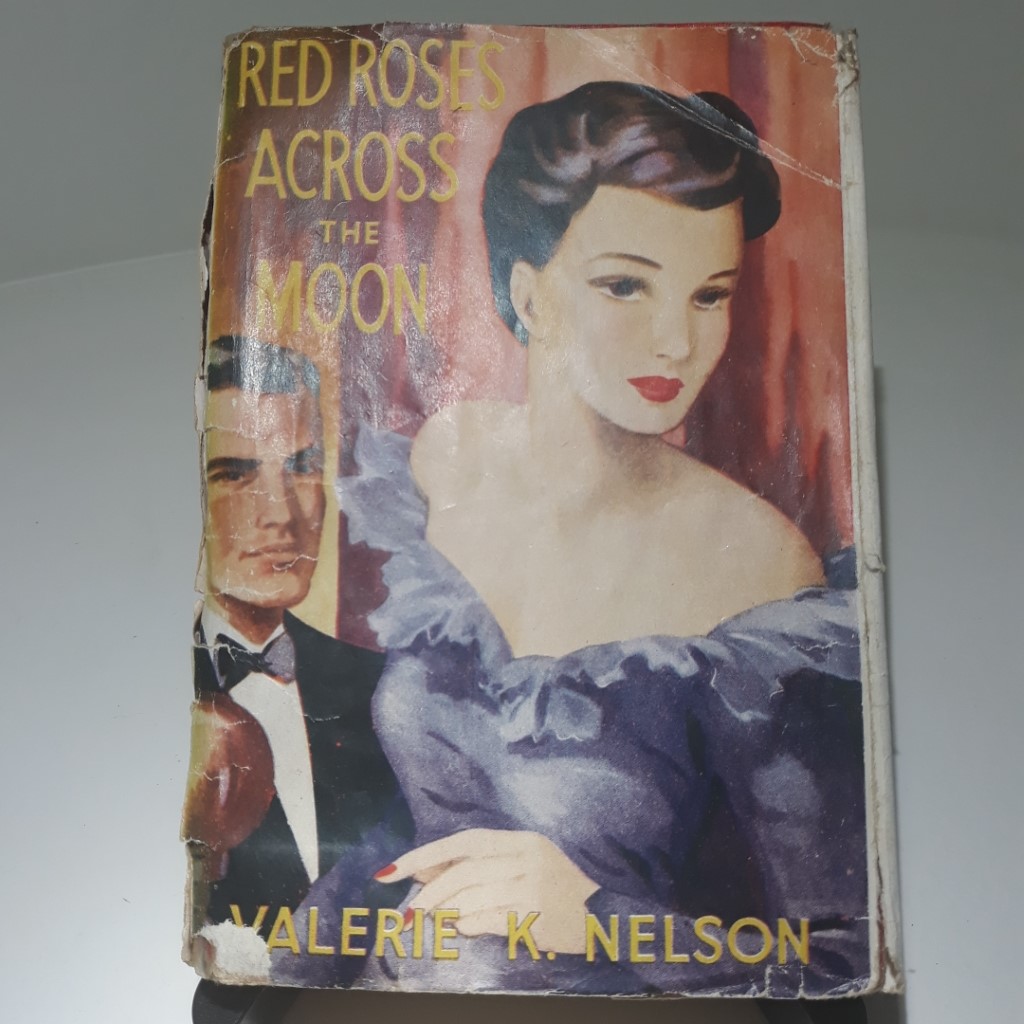 RED ROSES
ACROSS
THE
MOON
VALERIE K. NELSON